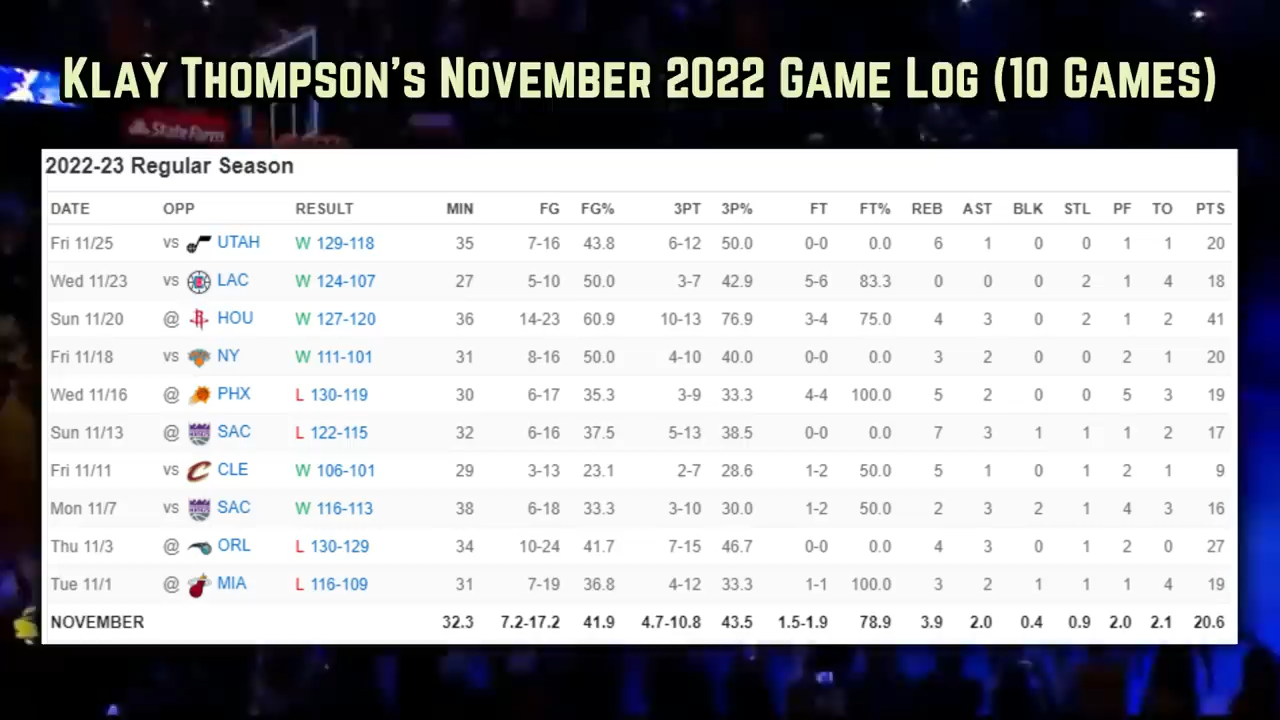 Klay Thompson's November 2022 Game Log (10 Games)
State Farm
2022-23 Regular Season
DATE OPP RESULT MIN FG FG% 3PT 3P% FT FT% REB AST BLK STL PF TO PTS
Fri 11/25 vs UTAH W 129-118 35 7-16 43.8 6-12 50.0 0-0 0.0 6 1 0 0 1 1 20
Wed 11/23 vs LAC W 124-107 27 5-10 50.0 3-7 42.9 5-6 83.3 0 0 0 2 1 4 18
Sun 11/20 @ HOU W 127-120 36 14-23 60.9 10-13 76.9 3-4 75.0 4 3 0 2 1 2 41
Fri 11/18 vs NY W 111-101 31 8-16 50.0 4-10 40.0 0-0 0.0 3 2 0 0 2 1 20
Wed 11/16 @ PHX L 130-119 30 6-17 35.3 3-9 33.3 4-4 100.0 5 2 0 0 5 3 19
Sun 11/13 @ SAC L 122-115 32 6-16 37.5 5-13 38.5 0-0 0.0 7 3 1 1 1 2 17
Fri 11/11 vs CLE W 106-101 29 3-13 23.1 2-7 28.6 1-2 50.0 5 1 0 1 2 1 9
Mon 11/7 vs SAC W 116-113 38 6-18 33.3 3-10 30.0 1-2 50.0 2 3 2 1 4 3 16
Thu 11/3 @ ORL L 130-129 34 10-24 41.7 7-15 46.7 0-0 0.0 4 3 0 1 2 0 27
Tue 11/1 @ MIA L 116-109 31 7-19 36.8 4-12 33.3 1-1 100.0 3 2 1 1 1 4 19
NOVEMBER 32.3 7.2-17.2 41.9 4.7-10.8 43.5 1.5-1.9 78.9 3.9 2.0 0.4 0.9 2.0 2.1 20.6